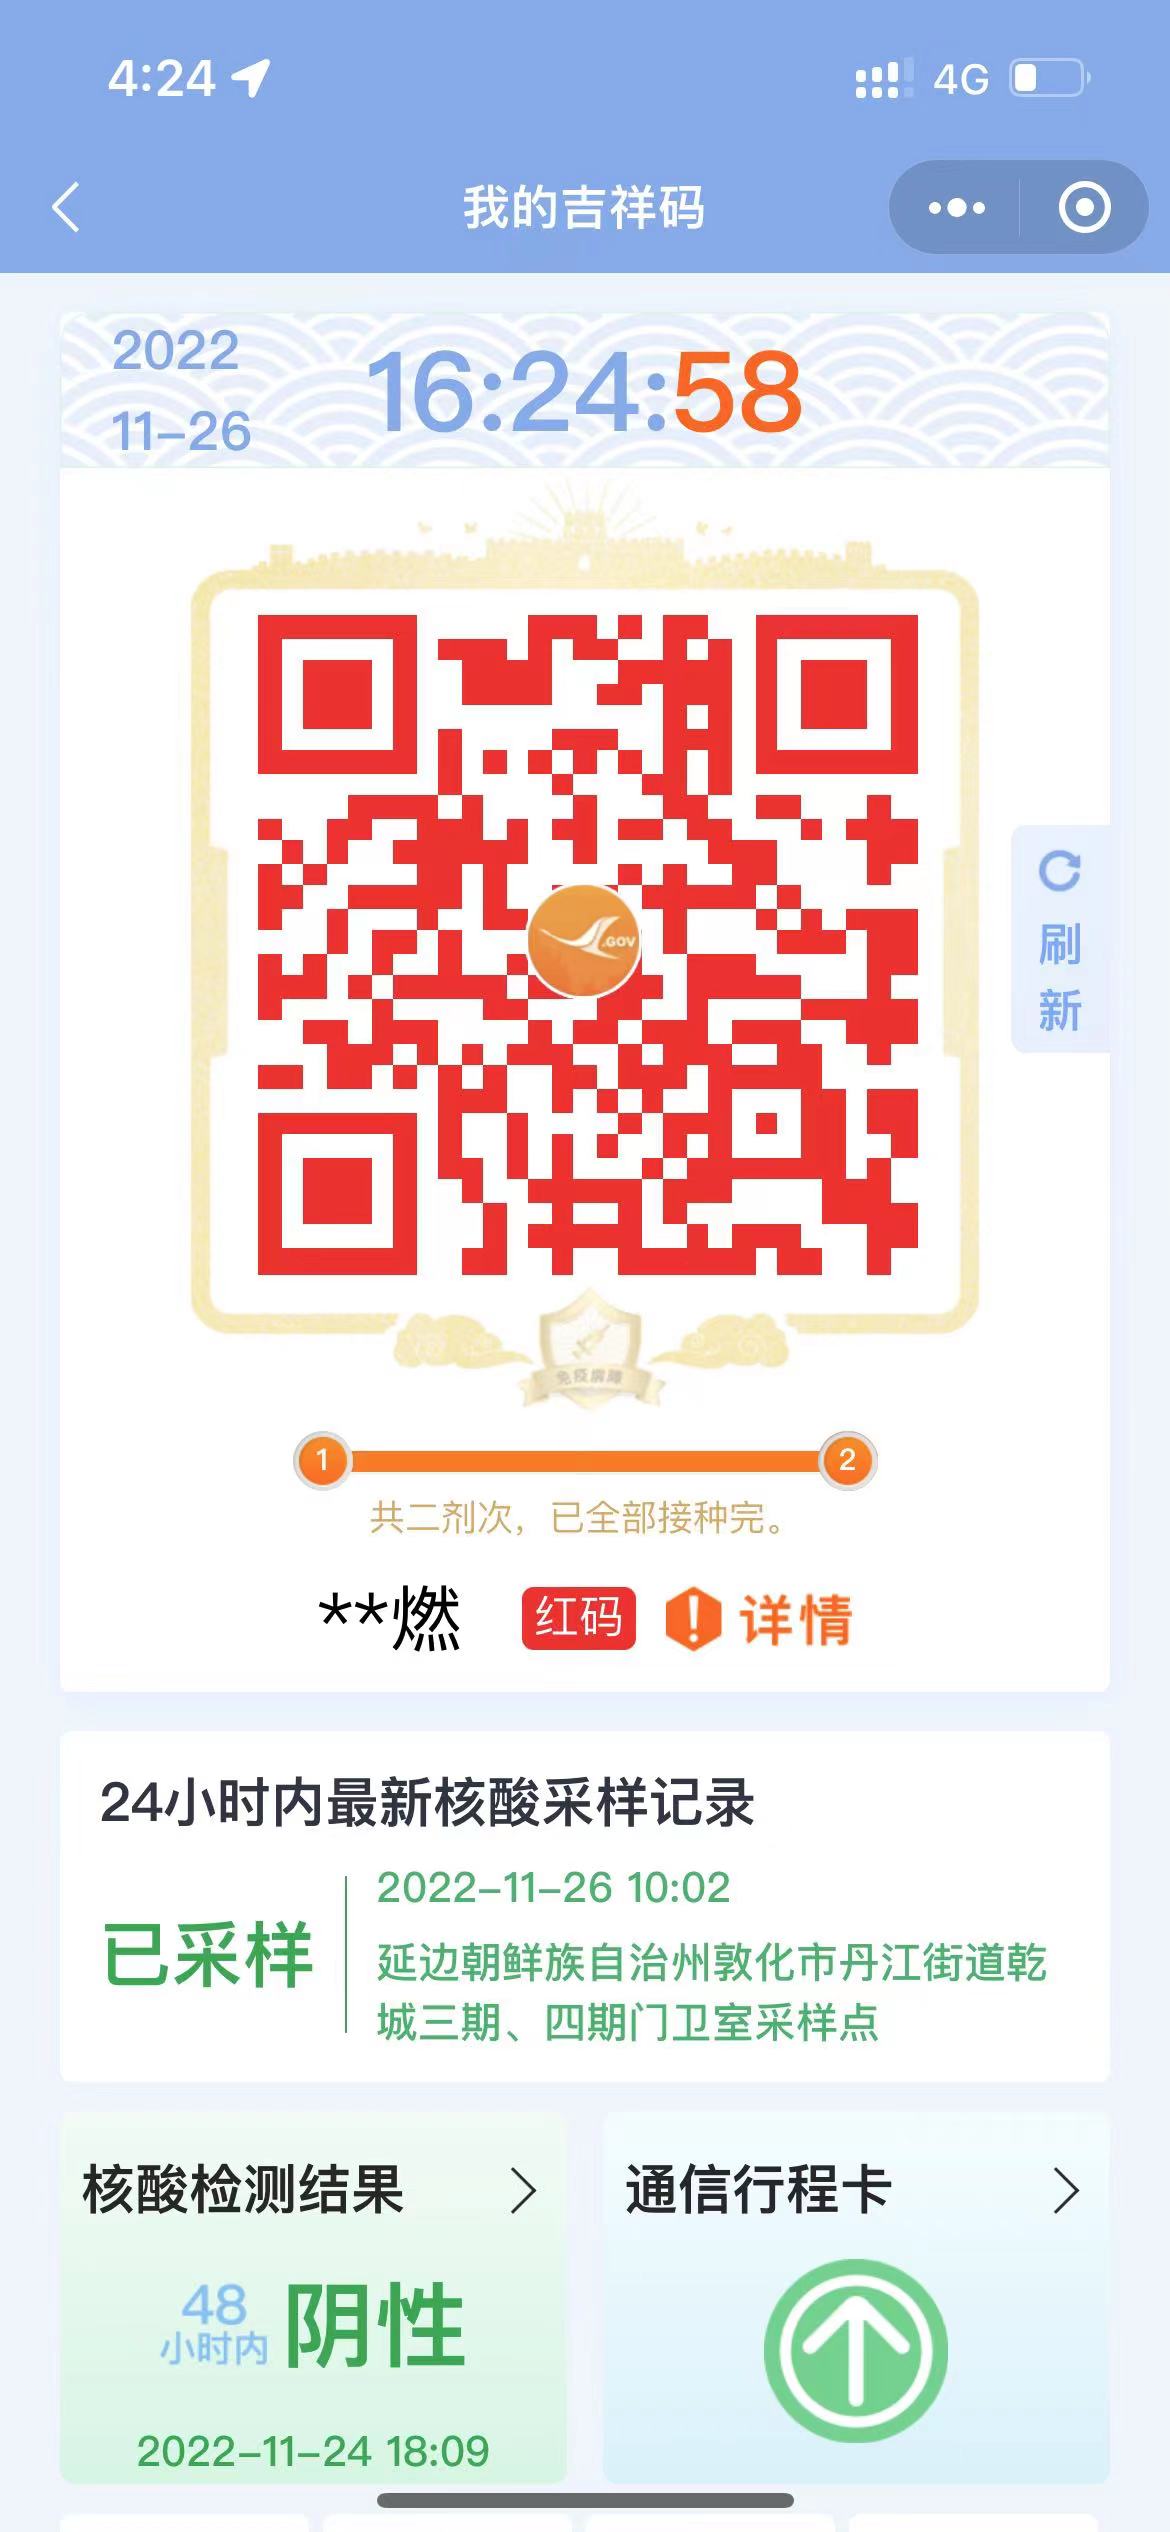 4:24
4G
我的吉祥码
2022
11-26
16:24:58
.GOV
刷
新
免疫屏障
1
2
共二剂次，已全部接种完。
**燃
红码
详情
24小时内最新核酸采样记录
已采样
2022-11-26 10:02
延边朝鲜族自治州敦化市丹江街道乾
城三期、四期门卫室采样点
核酸检测结果
48
小时内
阴性
2022-11-24 18:09
通信行程卡